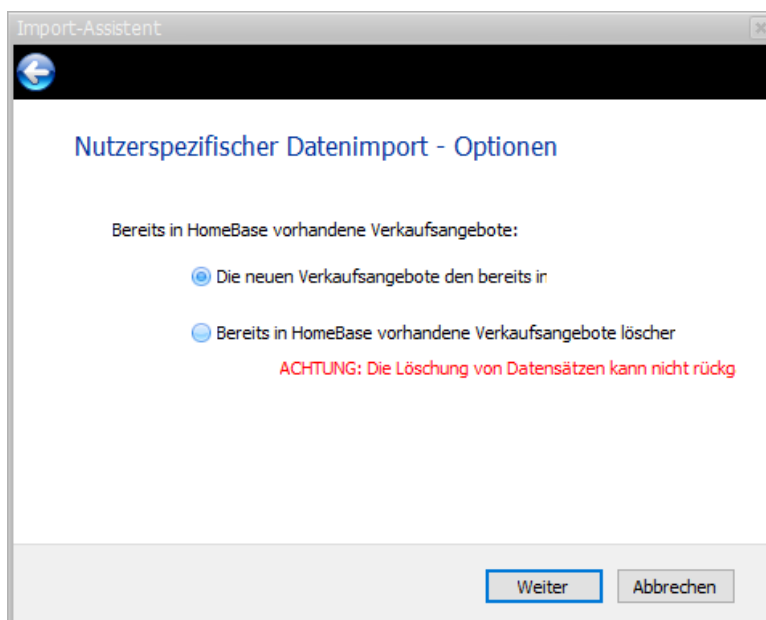 Import-Assistent
Nutzerspezifischer Datenimport - Optionen
Bereits in HomeBase vorhandene Verkaufsangebote:
Die neuen Verkaufsangebote den bereits in
Bereits in HomeBase vorhandene Verkaufsangebote löscher
ACHTUNG: Die Löschung von Datensätzen kann nicht rückg
Weiter
Abbrechen